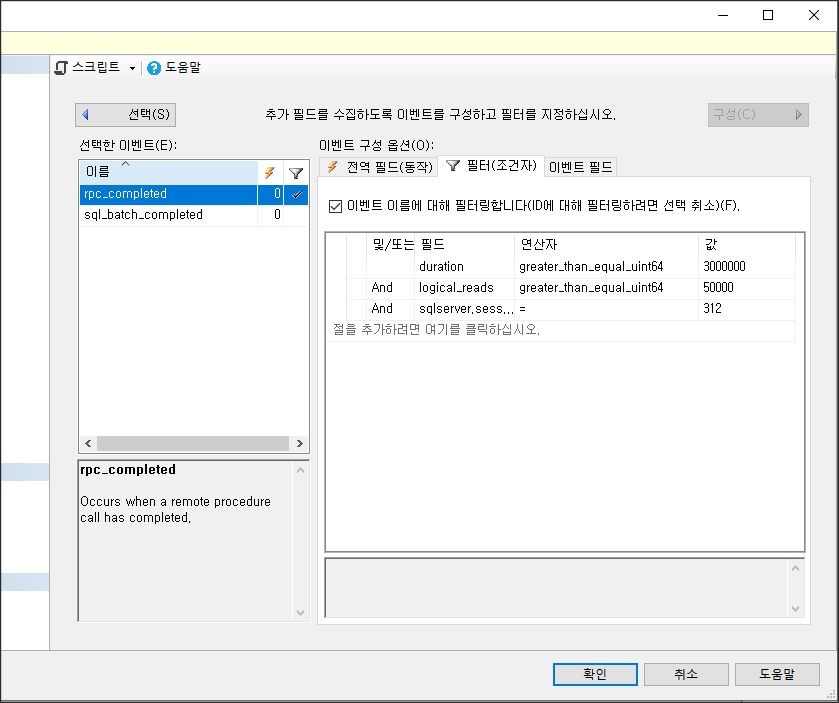 스크립트 도움말
선택(S) 추가 필드를 수집하도록 이벤트를 구성하고 필터를 지정하십시오. 구성(C)
선택한 이벤트(E): 이벤트 구성 옵션(O):
이름 전역 필드(동작) 필터(조건자) 이벤트 필드
rpc_completed 0
sql_batch_completed 0
이벤트 이름에 대해 필터링합니다(ID에 대해 필터링하려면 선택 취소)(F).
및/또는 필드 연산자 값
duration greater_than_equal_uint64 3000000
And logical_reads greater_than_equal_uint64 50000
And sqlserver.sess... = 312
절을 추가하려면 여기를 클릭하십시오.
rpc_completed
Occurs when a remote procedure
call has completed.
확인 취소 도움말